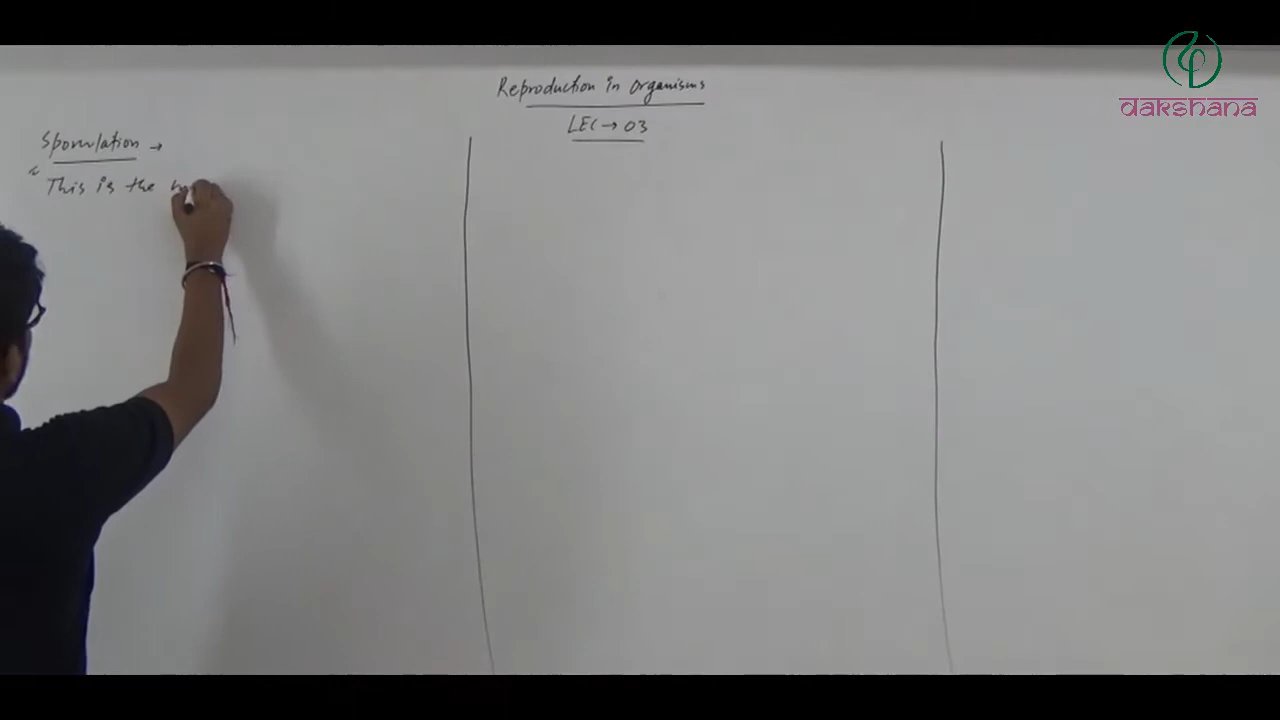 dakshana
Reproduction in organisms
LEC → 03
Sporulation →
This is the